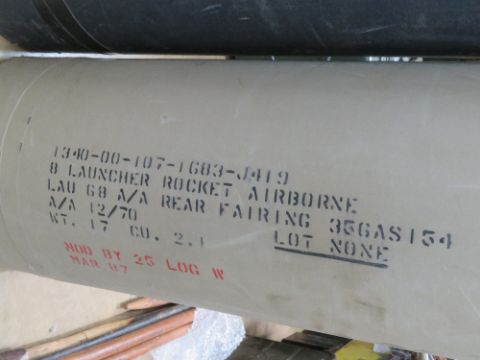 1340-00-107-1683-J419
8 LAUNCHER ROCKET AIRBORNE
LAU 68 A/A REAR FAIRING 35GAS154
A/A 12/70
WT. 17 CU. 2.1 LOT NONE
MOD BY 25 LOG W
MAR 87